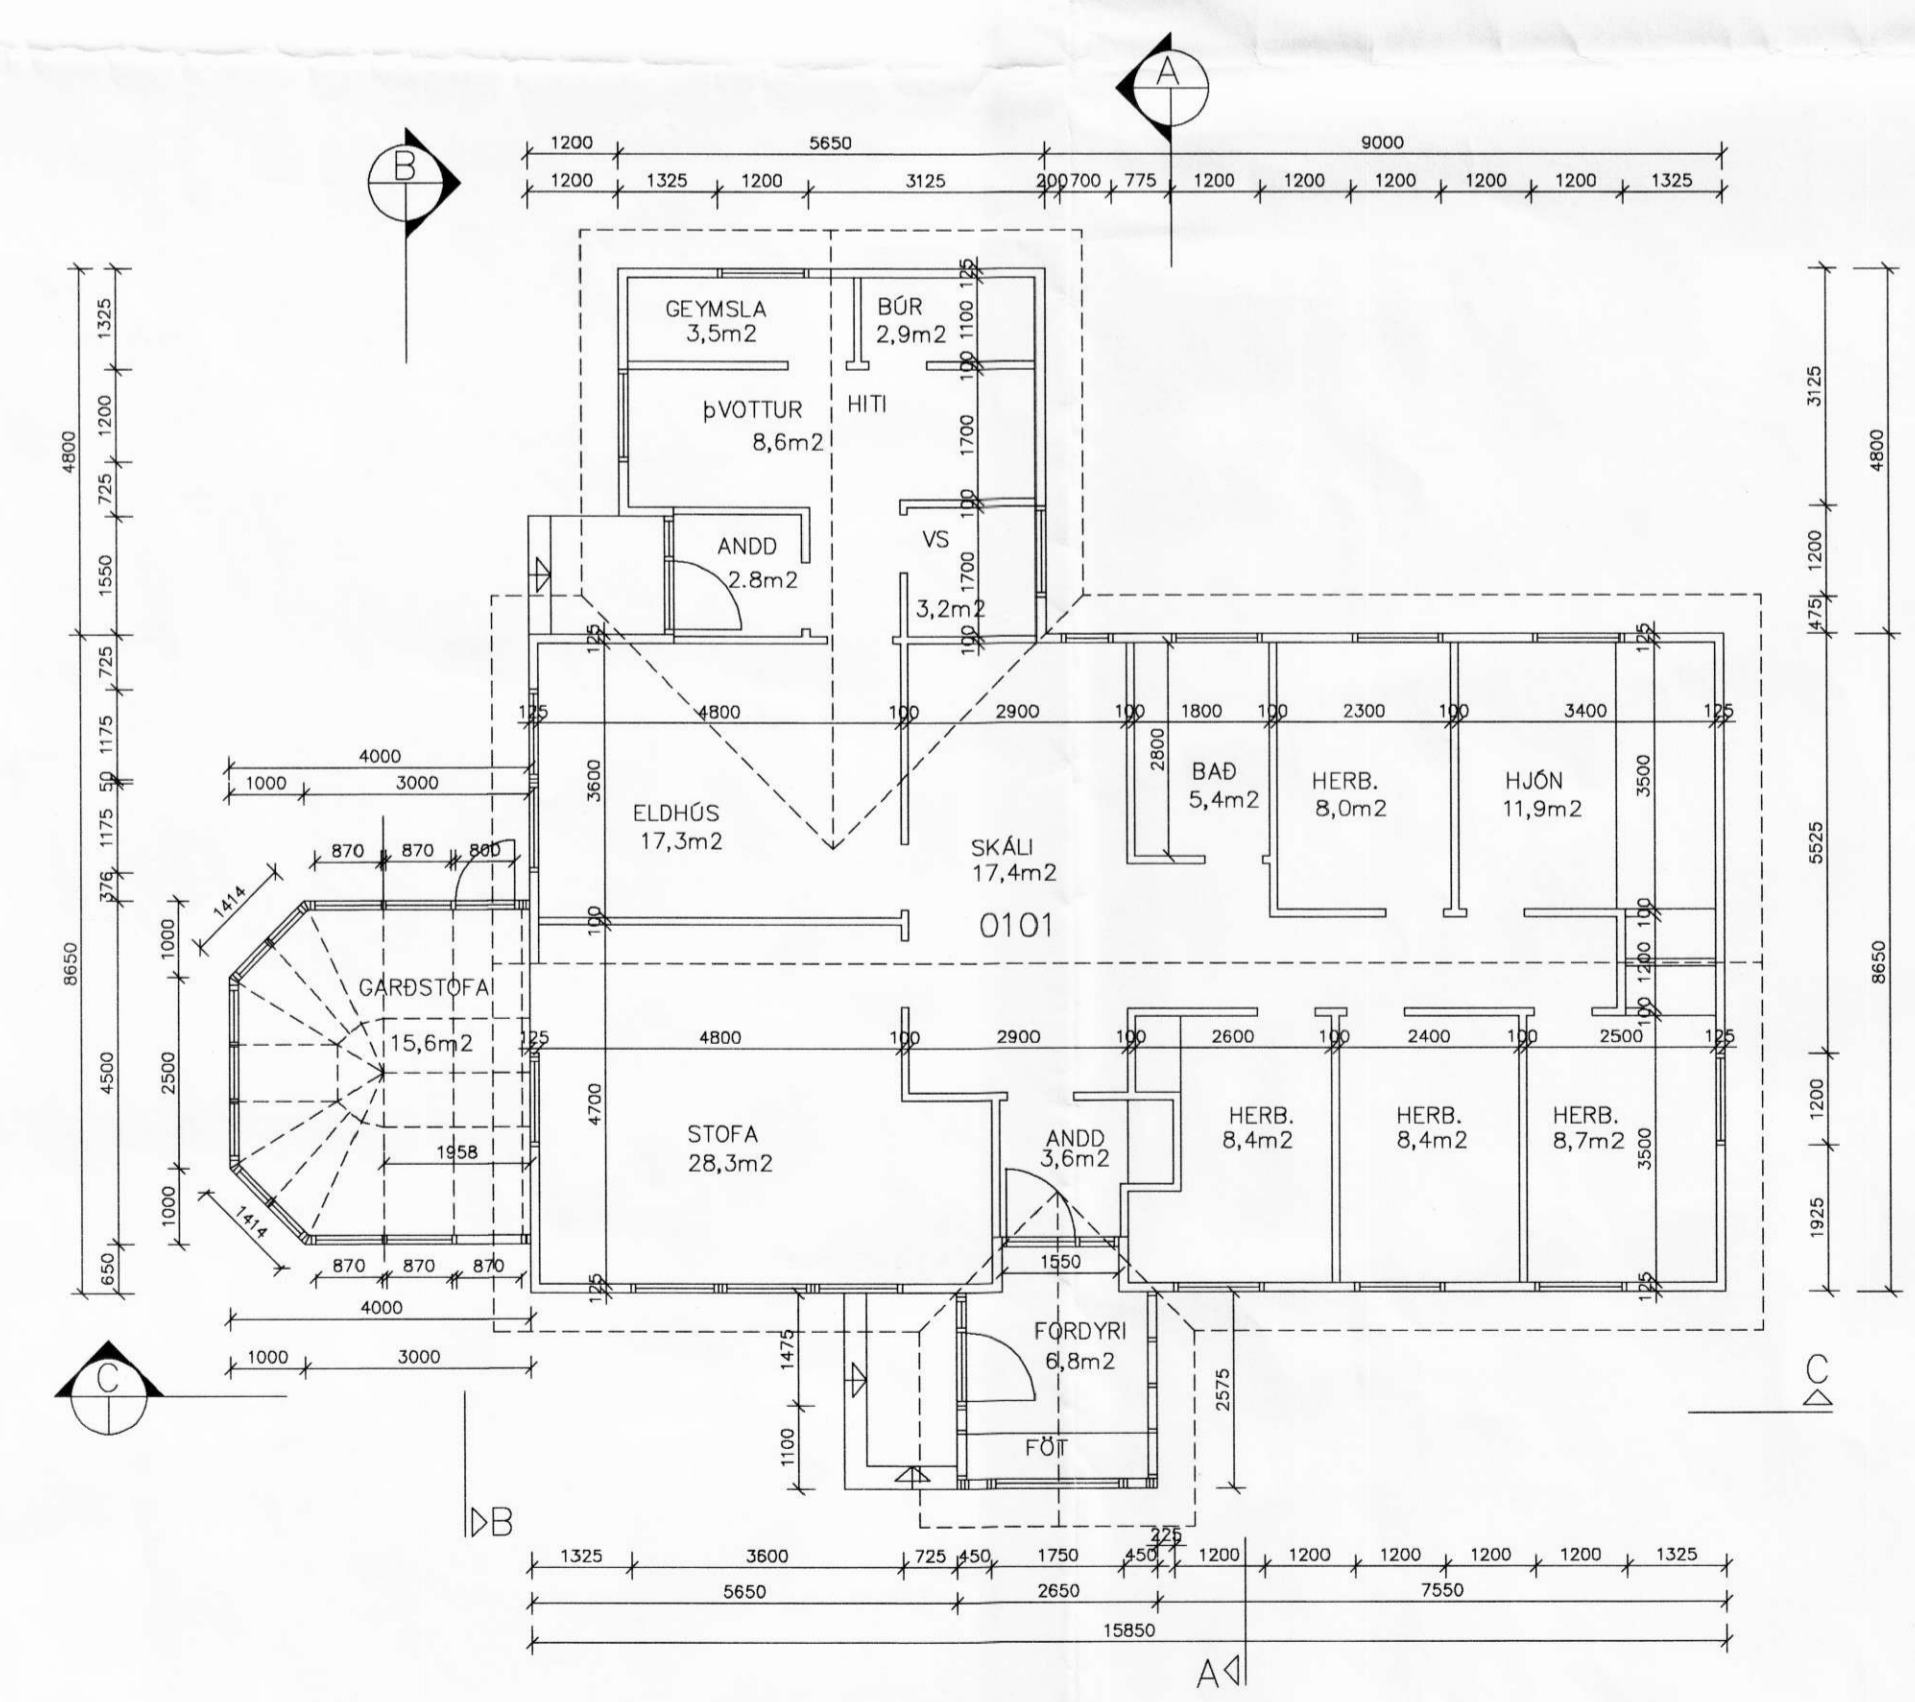 A
B
1200
5650
9000
1200
1325
1200
3125
200
700
775
1200
1200
1200
1200
1200
1325
4800
1325
1200
725
1550
8650
725
1175
50
1175
376
4500
650
GEYMSLA
3,5m2
BÚR
2,9m2
ÞVOTTUR
8,6m2
HITI
ANDD
2.8m2
VS
3,2m2
125
1100
100
1700
100
1700
100
3125
1200
475
4800
5525
1200
1925
8650
125
4800
100
2900
100
1800
100
2300
100
3400
125
125
3600
100
4700
125
2800
125
3500
100
1200
100
3500
125
ELDHÚS
17,3m2
SKÁLI
17,4m2
0101
BAÐ
5,4m2
HERB.
8,0m2
HJÓN
11,9m2
4000
1000
3000
870
870
800
1414
1000
2500
1000
1414
GARÐSTOFA
15,6m2
1958
870
870
870
4000
1000
3000
125
4800
100
2900
100
2600
100
2400
100
2500
125
STOFA
28,3m2
ANDD
3,6m2
HERB.
8,4m2
HERB.
8,4m2
HERB.
8,7m2
1550
FORDYRI
6,8m2
FÖT
1475
1100
2575
C
C
B
225
1325
3600
725
450
1750
450
1200
1200
1200
1200
1200
1325
5650
2650
7550
15850
A